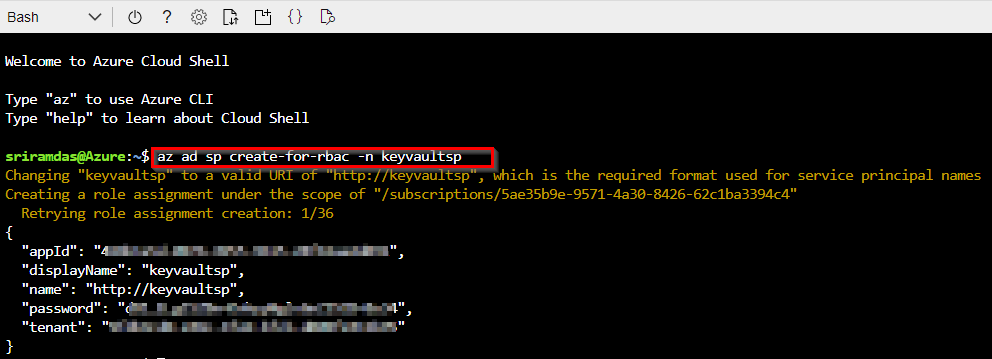 Bash
Welcome to Azure Cloud Shell
Type "az" to use Azure CLI
Type "help" to learn about Cloud Shell
sriramdas@Azure:~$ az ad sp create-for-rbac -n keyvaultsp
Changing "keyvaultsp" to a valid URI of "http://keyvaultsp", which is the required format used for service principal names
Creating a role assignment under the scope of "/subscriptions/5ae35b9e-9571-4a30-8426-62c1ba3394c4"
Retrying role assignment creation: 1/36
{
"appId": "4",
"displayName": "keyvaultsp",
"name": "http://keyvaultsp",
"password": "4",
"tenant": "",
}